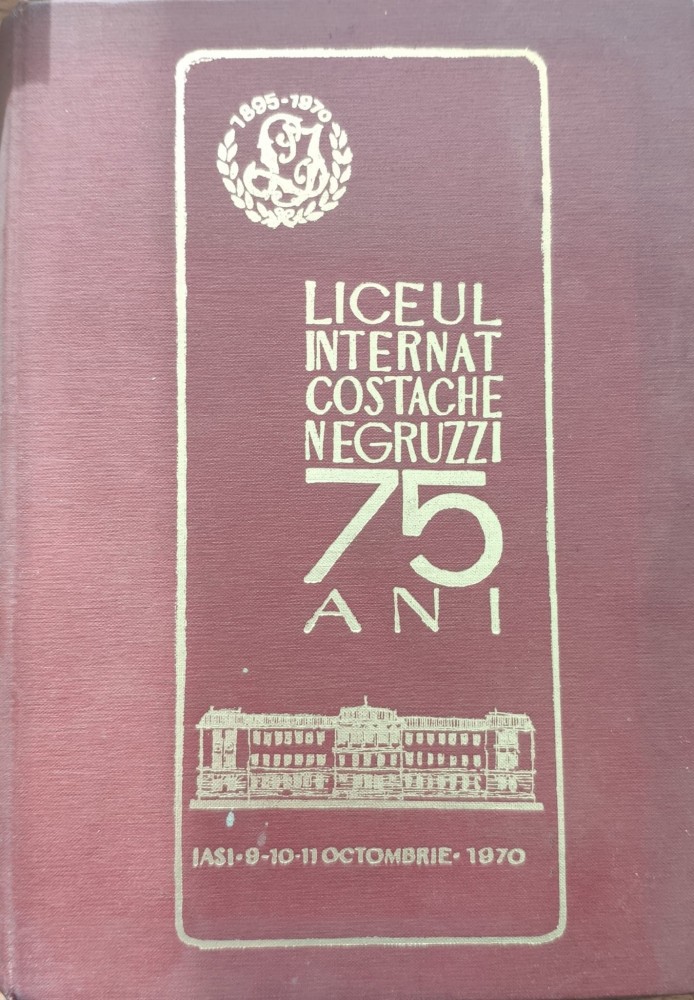 1895-1970
LICEUL
INTERNAT
COSTACHE
NEGRUZZI
75
ANI
IASI·9-10-11 OCTOMBRIE·1970